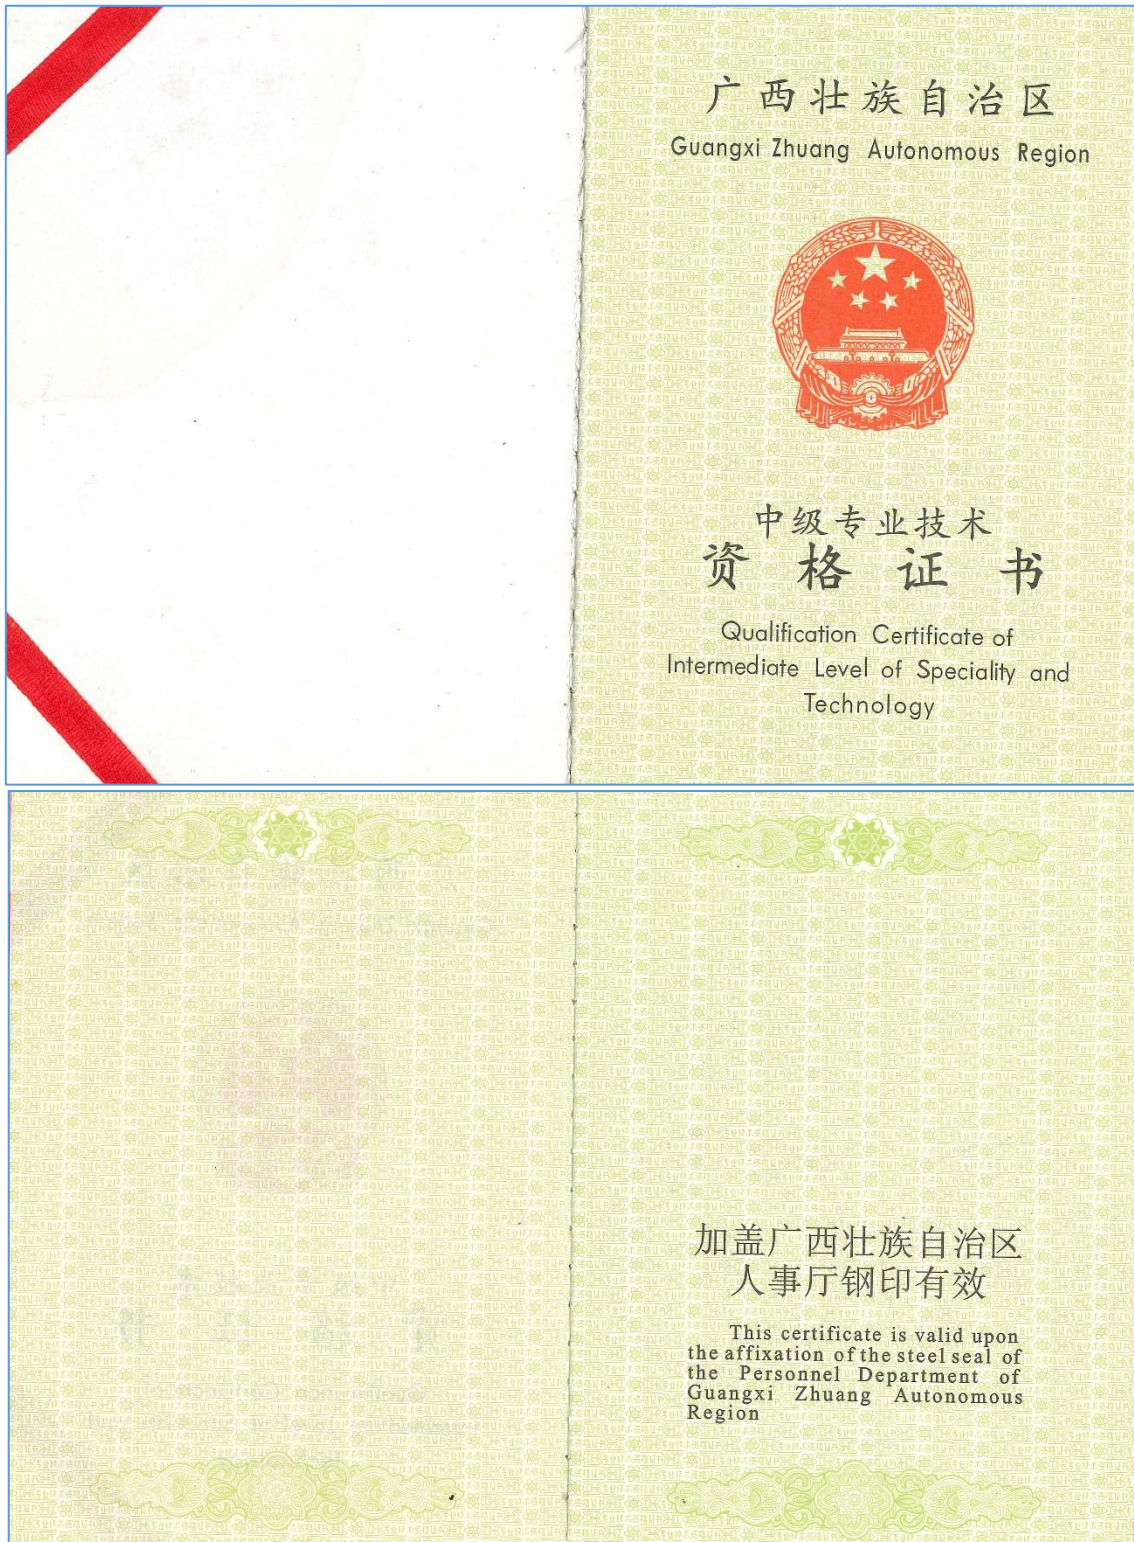 广西壮族自治区
Guangxi Zhuang Autonomous Region
中级专业技术
资格证书
Qualification Certificate of
Intermediate Level of Speciality and
Technology
加盖广西壮族自治区
人事厅钢印有效
This certificate is valid upon
the affixation of the steel seal of
the Personnel Department of
Guangxi Zhuang Autonomous
Region